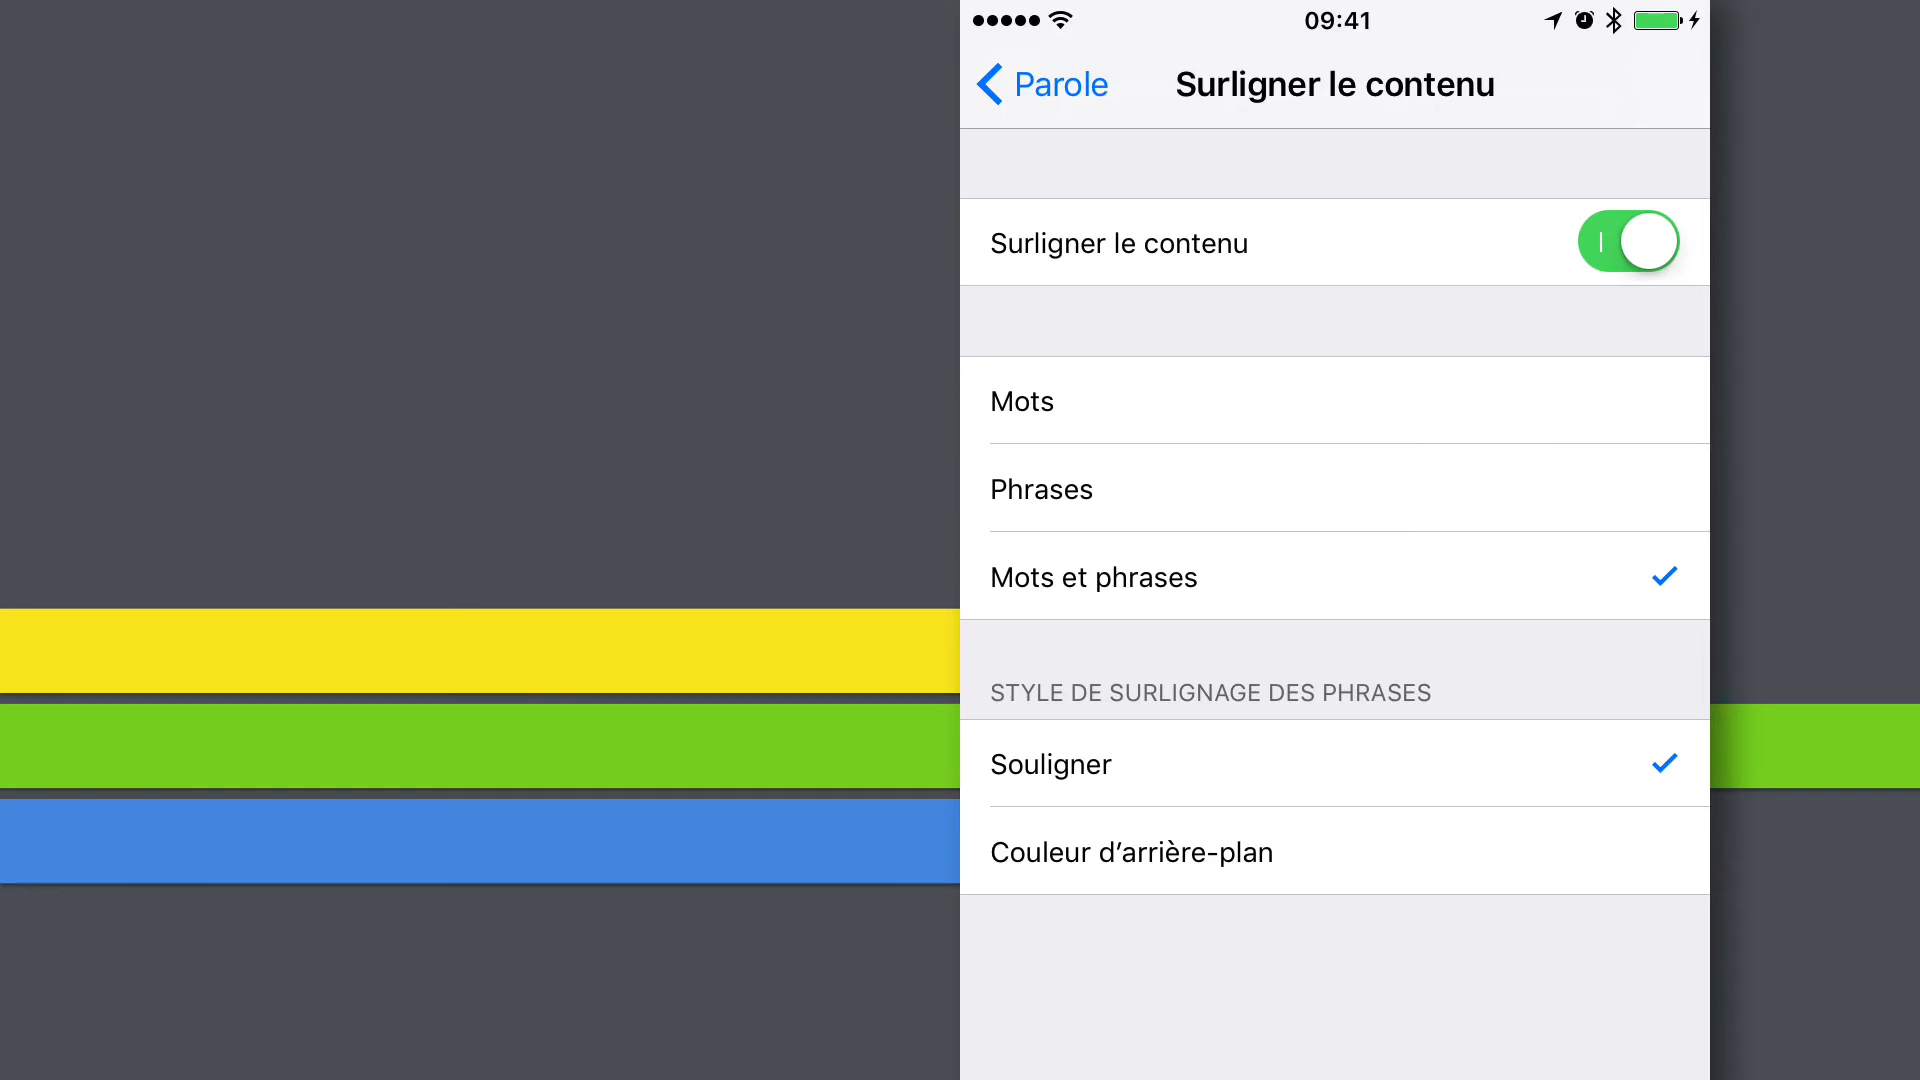 09:41
Parole
Surligner le contenu
Surligner le contenu
Mots
Phrases
Mots et phrases
STYLE DE SURLIGNAGE DES PHRASES
Souligner
Couleur d’arrière-plan